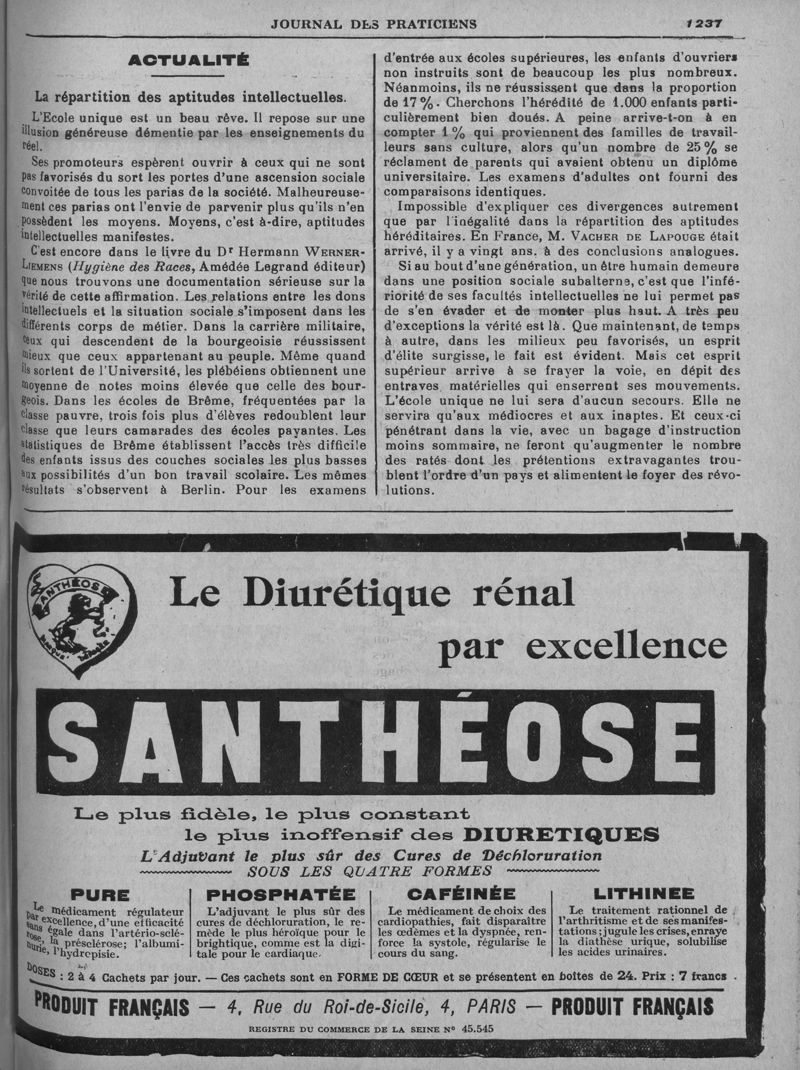 JOURNAL DES PRATICIENS 1237
ACTUALITÉ
La répartition des aptitudes intellectuelles.
L'Ecole unique est un beau rêve. Il repose sur une
illusion généreuse démentie par les enseignements du
réel.
Ses promoteurs espèrent ouvrir à ceux qui ne sont
pas favorisés du sort les portes d'une ascension sociale
convoitée de tous les parias de la société. Malheureuse-
ment ces parias ont l'envie de parvenir plus qu'ils n'en
possèdent les moyens. Moyens, c'est à-dire, aptitudes
intellectuelles manifestes.
C'est encore dans le livre du Dr Hermann WERNER-
LIEMENS (Hygiène des Races, Amédée Legrand éditeur)
que nous trouvons une documentation sérieuse sur la
vérité de cette affirmation. Les relations entre les dons
intellectuels et la situation sociale s'imposent dans les
différents corps de métier. Dans la carrière militaire,
ceux qui descendent de la bourgeoisie réussissent
mieux que ceux appartenant au peuple. Même quand
ils sortent de l'Université, les plébéiens obtiennent une
moyenne de notes moins élevée que celle des bour-
geois. Dans les écoles de Brême, fréquentées par la
classe pauvre, trois fois plus d'élèves redoublent leur
classe que leurs camarades des écoles payantes. Les
statistiques de Brême établissent l'accès très difficile
des enfants issus des couches sociales les plus basses
aux possibilités d'un bon travail scolaire. Les mêmes
résultats s'observent à Berlin. Pour les examens
d'entrée aux écoles supérieures, les enfants d'ouvriers
non instruits sont de beaucoup les plus nombreux.
Néanmoins, ils ne réussissent que dans la proportion
de 17 %. Cherchons l'hérédité de 1.000 enfants parti-
culièrement bien doués. A peine arrive-t-on à en
compter 1 % qui proviennent des familles de travail-
leurs sans culture, alors qu'un nombre de 25 % se
réclament de parents qui avaient obtenu un diplôme
universitaire. Les examens d'adultes ont fourni des
comparaisons identiques.
Impossible d'expliquer ces divergences autrement
que par l'inégalité dans la répartition des aptitudes
héréditaires. En France, M. VACHER DE LAPOUGE était
arrivé, il y a vingt ans, à des conclusions analogues.
Si au bout d'une génération, un être humain demeure
dans une position sociale subalterne, c'est que l'infé-
riorité de ses facultés intellectuelles ne lui permet pas
de s'en évader et de monter plus haut. A très peu
d'exceptions la vérité est là. Que maintenant, de temps
à autre, dans les milieux peu favorisés, un esprit
d'élite surgisse, le fait est évident. Mais cet esprit
supérieur arrive à se frayer la voie, en dépit des
entraves matérielles qui enserrent ses mouvements.
L'école unique ne lui sera d'aucun secours. Elle ne
servira qu'aux médiocres et aux inaptes. Et ceux-ci
pénétrant dans la vie, avec un bagage d'instruction
moins sommaire, ne feront qu'augmenter le nombre
des ratés dont les prétentions extravagantes trou-
blent l'ordre d'un pays et alimentent le foyer des révo-
lutions.
SANTHÉOSE
Le Diurétique rénal
par excellence
SANTHÉOSE
Le plus fidèle, le plus constant
le plus inoffensif des DIURETIQUES
L'Adjuvant le plus sûr des Cures de Déchloruration
SOUS LES QUATRE FORMES
PURE
Le médicament régulateur
par excellence, d'une efficacité
sans égale dans l'artério-sclé-
rose, la présclérose; l'albumi-
nurie, l'hydropisie.
PHOSPHATÉE
L'adjuvant le plus sûr des
cures de déchloruration, le re-
mède le plus héroïque pour le
brightique, comme est la digi-
tale pour le cardiaque.
CAFÉINÉE
Le médicament de choix des
cardiopathies, fait disparaître
les œdèmes et la dyspnée, ren-
force la systole, régularise le
cours du sang.
LITHINEE
Le traitement rationnel de
l'arthritisme et de ses manifes-
tations; jugule les crises, enraye
la diathèse urique, solubilise
les acides urinaires.
DOSES : 2 à 4 Cachets par jour. — Ces cachets sont en FORME DE CŒUR et se présentent en boîtes de 24. Prix : 7 francs.
PRODUIT FRANÇAIS — 4, Rue du Roi-de-Sicile, 4, PARIS — PRODUIT FRANÇAIS
REGISTRE DU COMMERCE DE LA SEINE N° 45.545